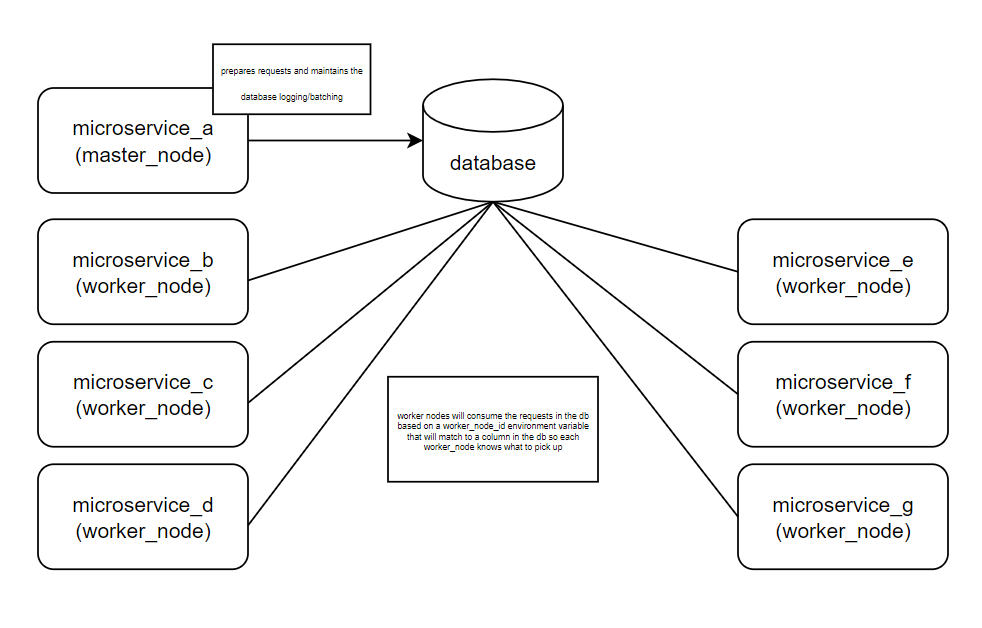 prepares requests and maintains the
database logging/batching
microservice_a
(master_node)
database
microservice_b
(worker_node)
microservice_e
(worker_node)
microservice_c
(worker_node)
microservice_f
(worker_node)
worker nodes will consume the requests in the db
based on a worker_node_id environment variable
that will match to a column in the db so each
worker_node knows what to pick up
microservice_d
(worker_node)
microservice_g
(worker_node)